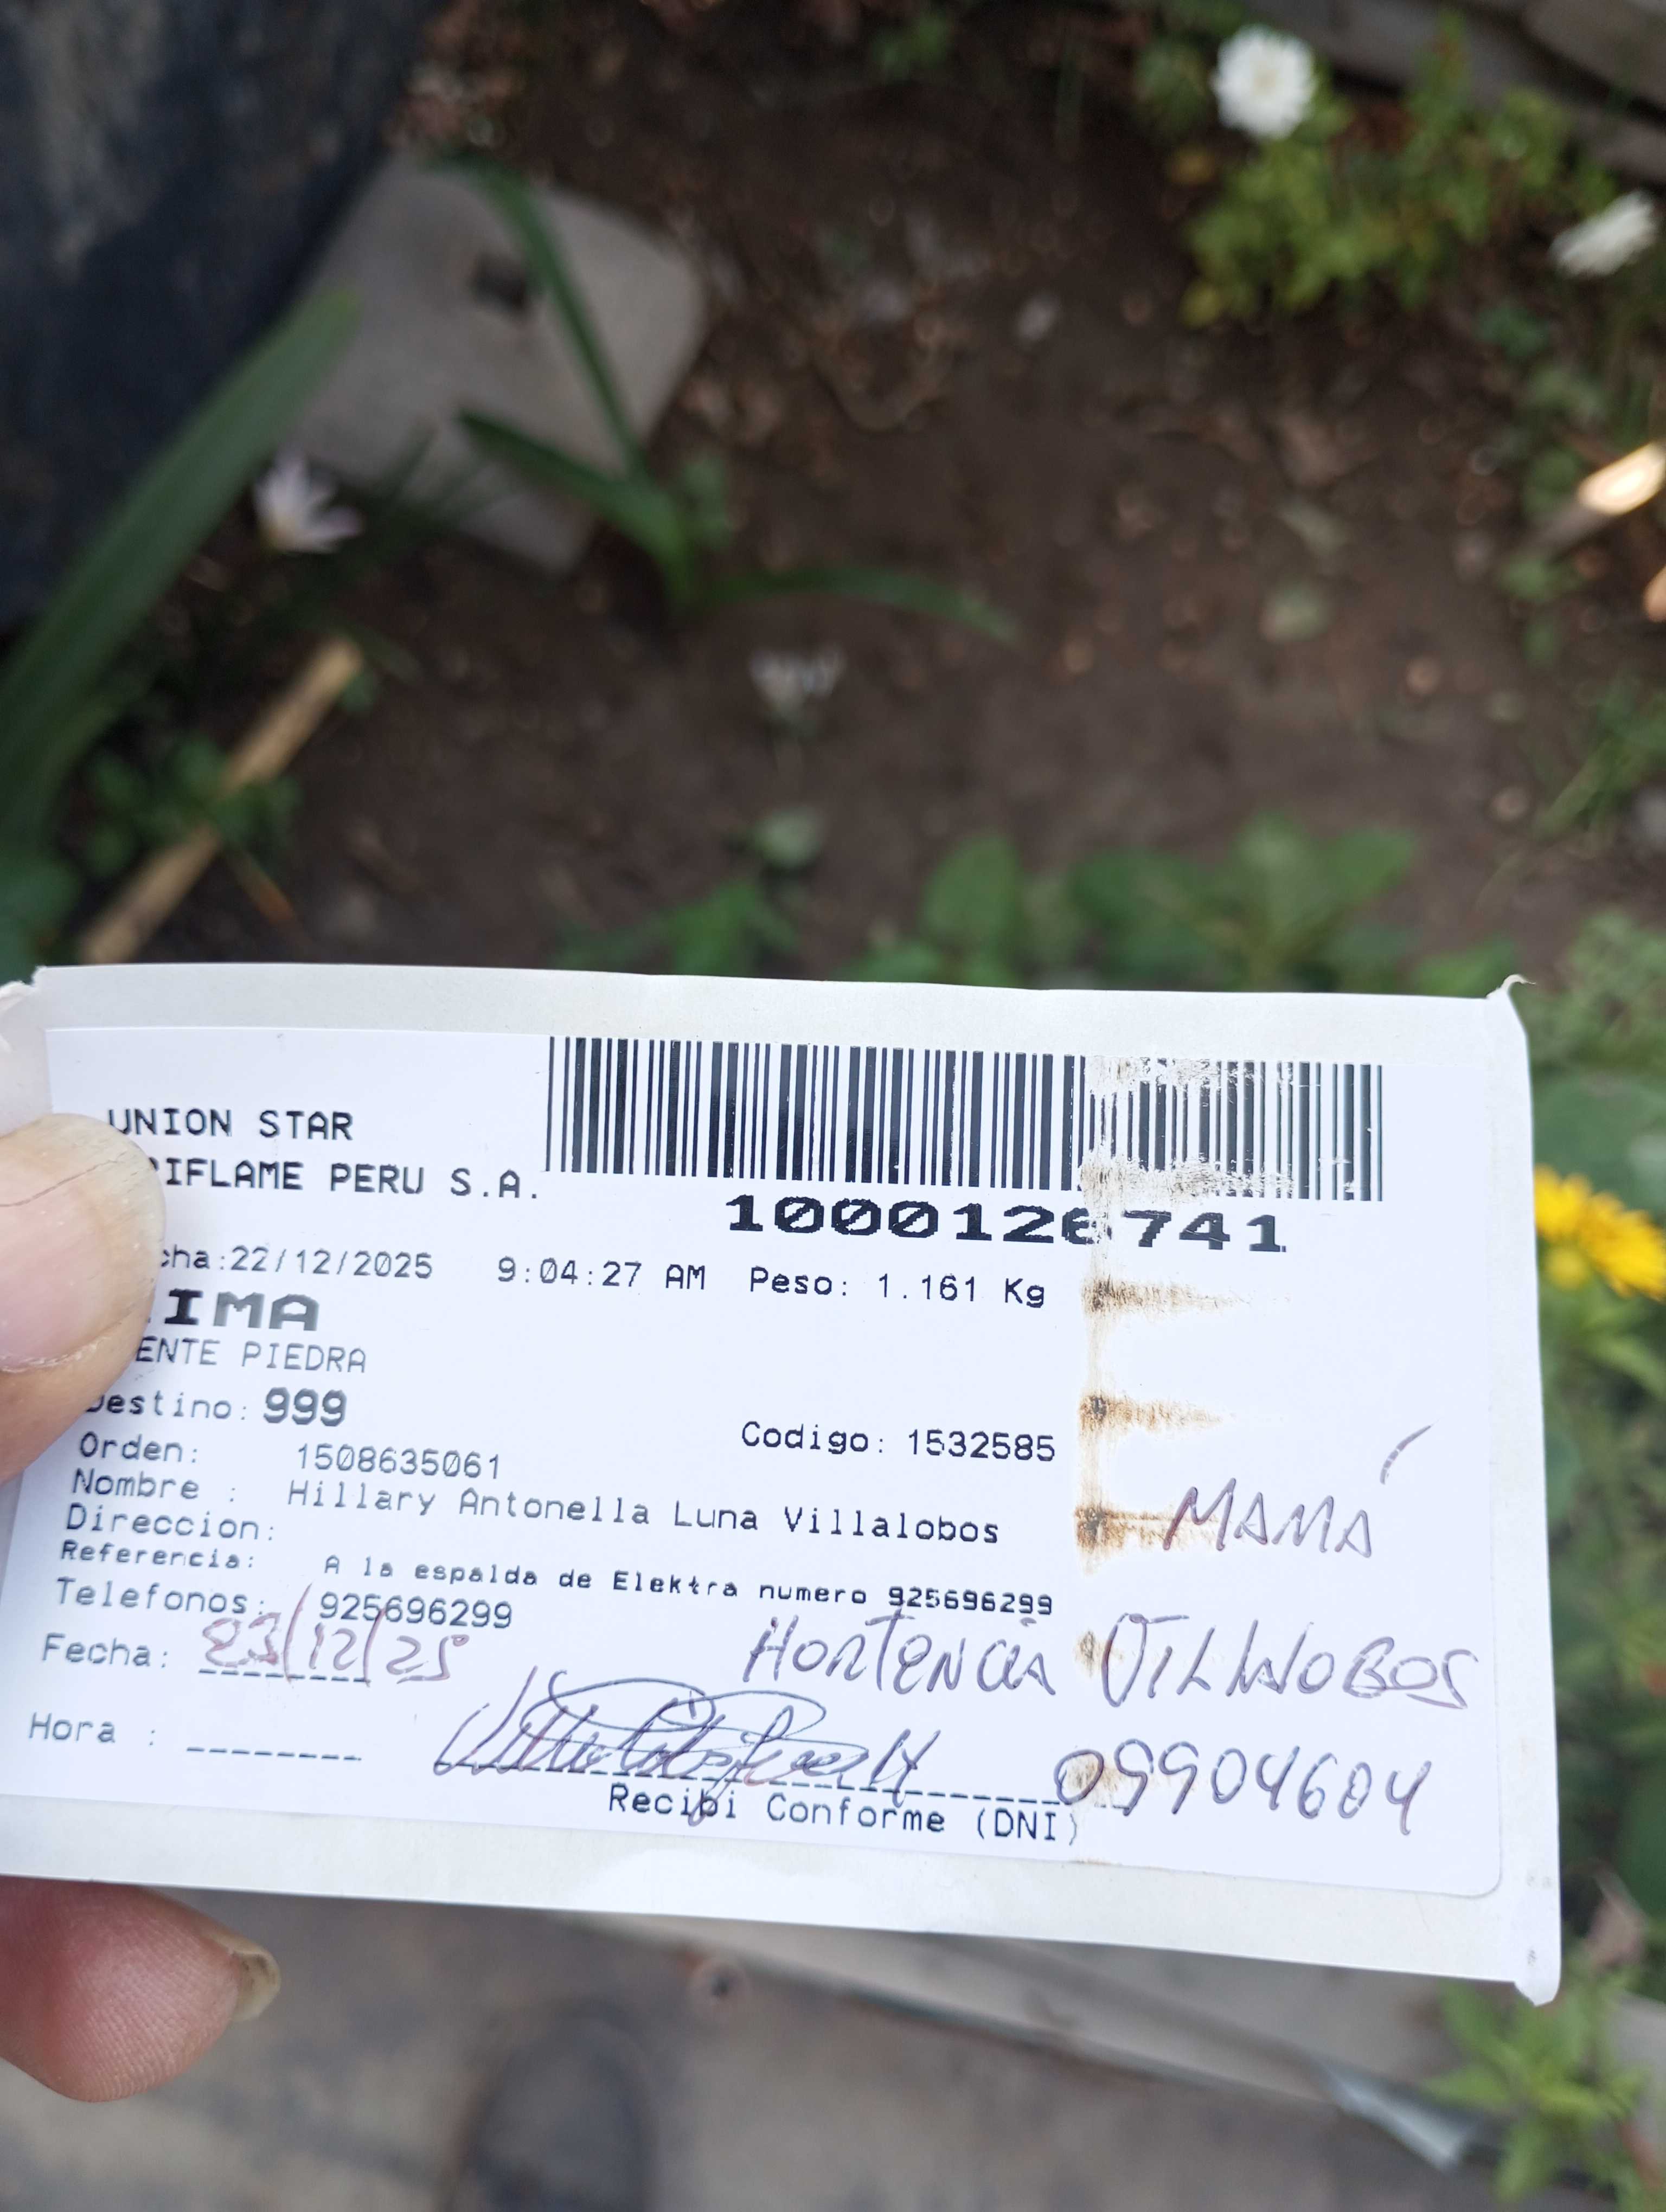 UNION STAR
RIFLAME PERU S.A.
1000126741
cha:22/12/2025 9:04:27 AM Peso: 1.161 Kg
IMA
ENTE PIEDRA
Destino: 999
Codigo: 1532585
Orden: 1508635061
Nombre : Hillary Antonella Luna Villalobos
Direccion:
MAMÁ
Referencia: A la espalda de Elektra numero 925696299
Telefonos: 925696299
Fecha: 23/12/25
HORTENCIA VILLALOBOS
Hora :
09904604
Recibi Conforme (DNI)